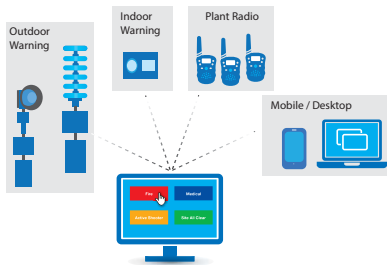 Outdoor
Warning
Indoor
Warning
Plant Radio
Mobile / Desktop
Fire
Medical
Active Shooter
Site All Clear